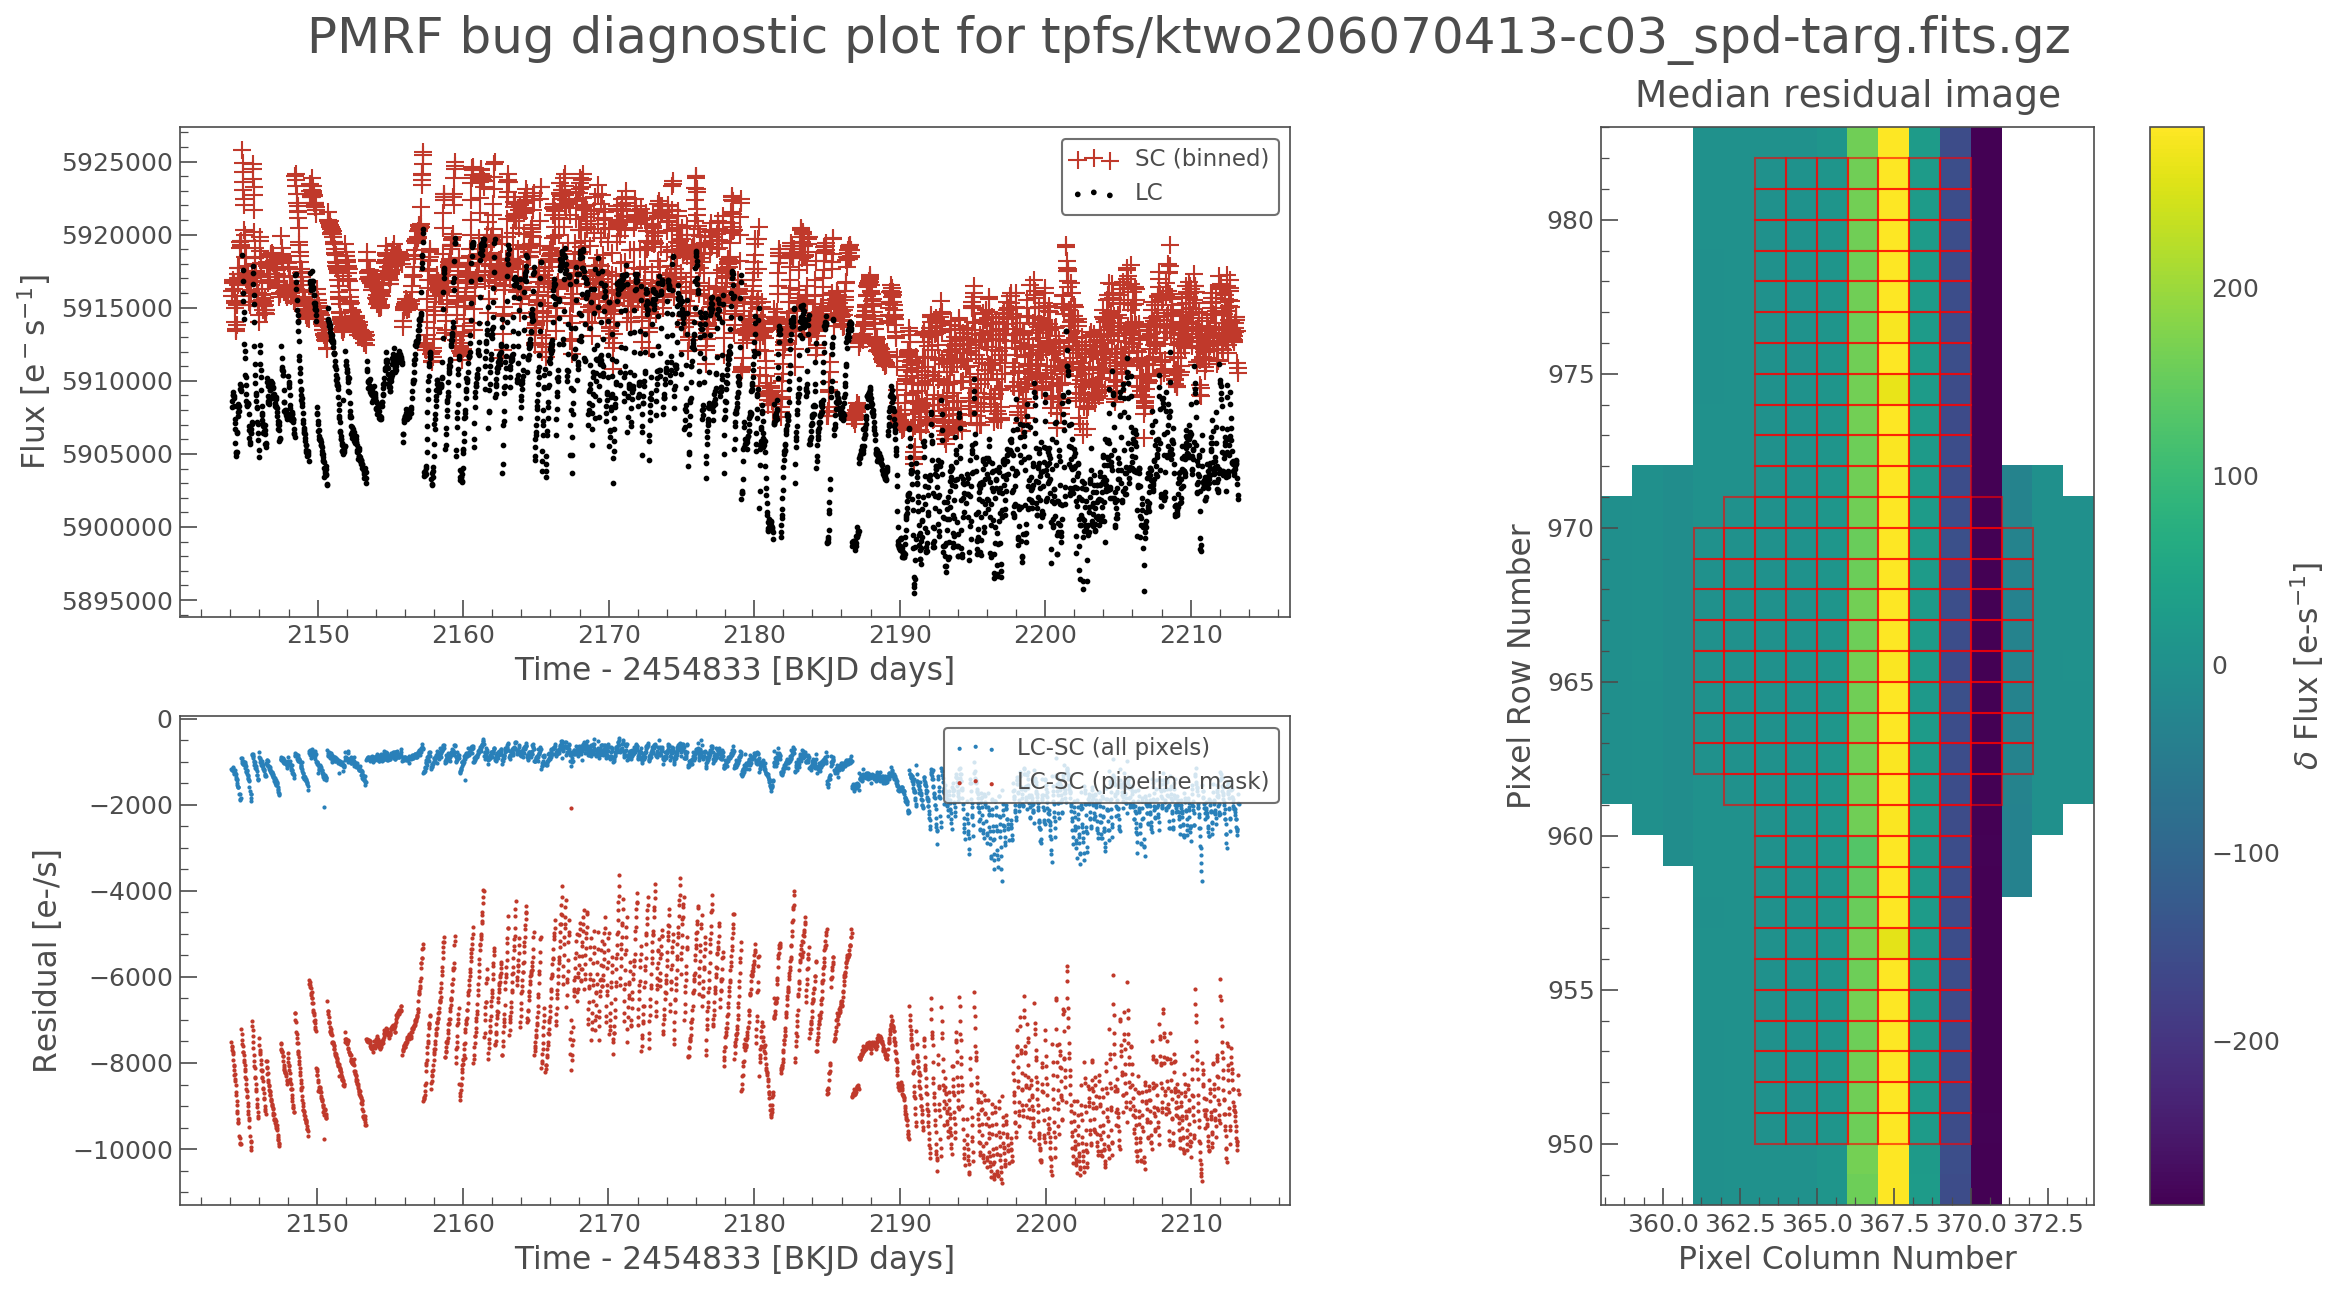 PMRF bug diagnostic plot for tpfs/ktwo206070413-c03_spd-targ.fits.gz
5925000
5920000
5915000
5910000
5905000
5900000
5895000
Flux [e⁻ s⁻¹]
SC (binned)
LC
2150 2160 2170 2180 2190 2200 2210
Time - 2454833 [BKJD days]
0
−2000
−4000
−6000
−8000
−10000
Residual [e-/s]
LC-SC (all pixels)
LC-SC (pipeline mask)
2150 2160 2170 2180 2190 2200 2210
Time - 2454833 [BKJD days]
Median residual image
980
975
970
965
960
955
950
Pixel Row Number
360.0 362.5 365.0 367.5 370.0 372.5
Pixel Column Number
200
100
0
−100
−200
δ Flux [e-s⁻¹]